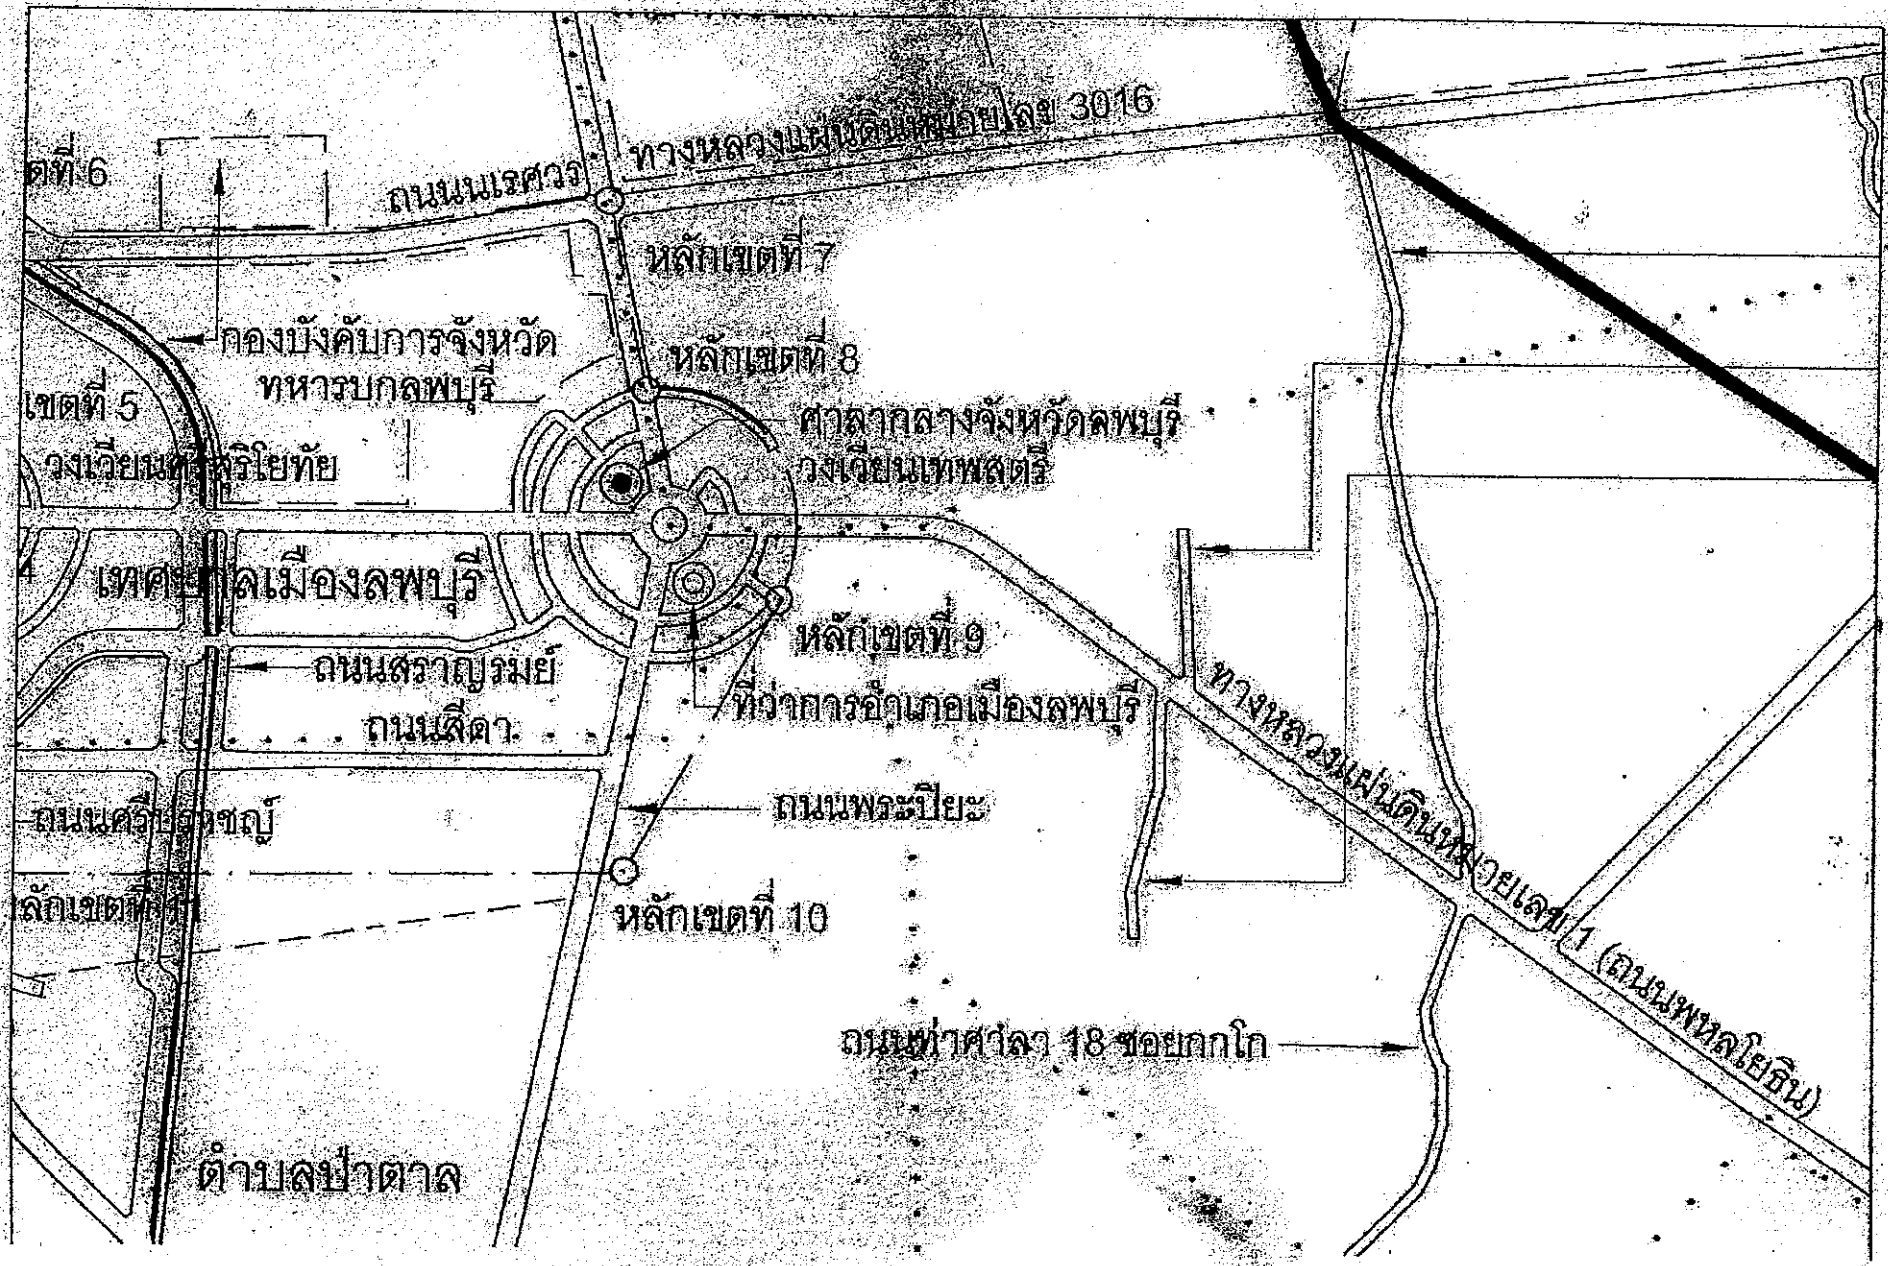 ทางหลวงแผ่นดินหมายเลข 3016
ตที่ 6
ถนนนเรศวร
หลักเขตที่ 7
กองบังคับการจังหวัด
ทหารบกลพบุรี
หลักเขตที่ 8
เขตที่ 5
ศาลากลางจังหวัดลพบุรี
วงเวียนศรีสุริโยทัย
วงเวียนเทพสตรี
4
เทศบาลเมืองลพบุรี
หลักเขตที่ 9
ถนนสราญรมย์
ที่ว่าการอำเภอเมืองลพบุรี
ถนนสีดา
ทางหลวงแผ่นดินหมายเลข 1 (ถนนพหลโยธิน)
ถนนพระปิยะ
หลักเขตที่ 10
ลักเขตที่ 11
ถนนท่าศาลา 18 ซอยกกโก
ตำบลป่าตาล